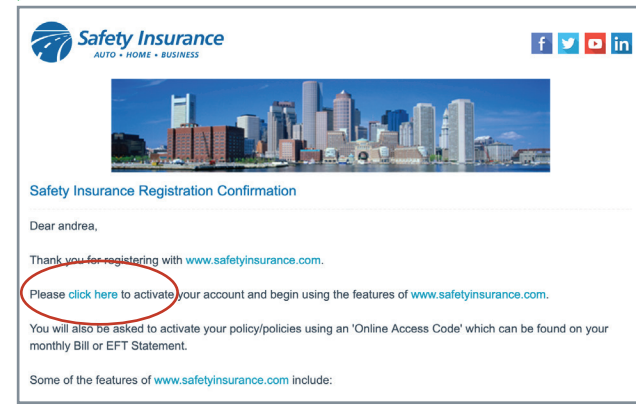 Safety Insurance
AUTO • HOME • BUSINESS
Safety Insurance Registration Confirmation
Dear andrea,
Thank you for registering with www.safetyinsurance.com.
Please click here to activate your account and begin using the features of www.safetyinsurance.com.
You will also be asked to activate your policy/policies using an 'Online Access Code' which can be found on your
monthly Bill or EFT Statement.
Some of the features of www.safetyinsurance.com include: